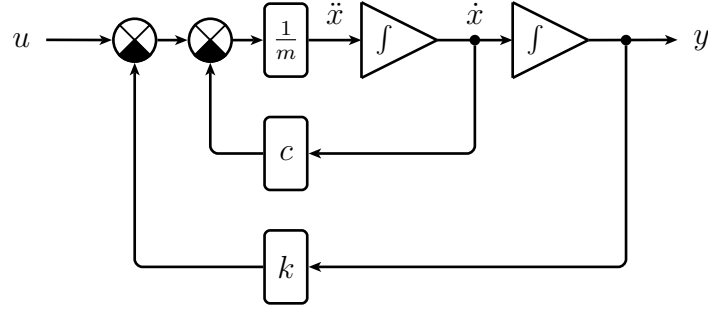 u 1/m ẍ ∫ ẋ ∫ y
c
k